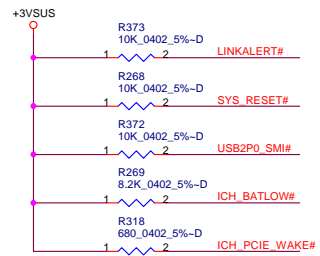 +3VSUS
R373
10K_0402_5%~D
1 2 LINKALERT#
R268
10K_0402_5%~D
1 2 SYS_RESET#
R372
10K_0402_5%~D
1 2 USB2P0_SMI#
R269
8.2K_0402_5%~D
1 2 ICH_BATLOW#
R318
680_0402_5%~D
1 2 ICH_PCIE_WAKE#